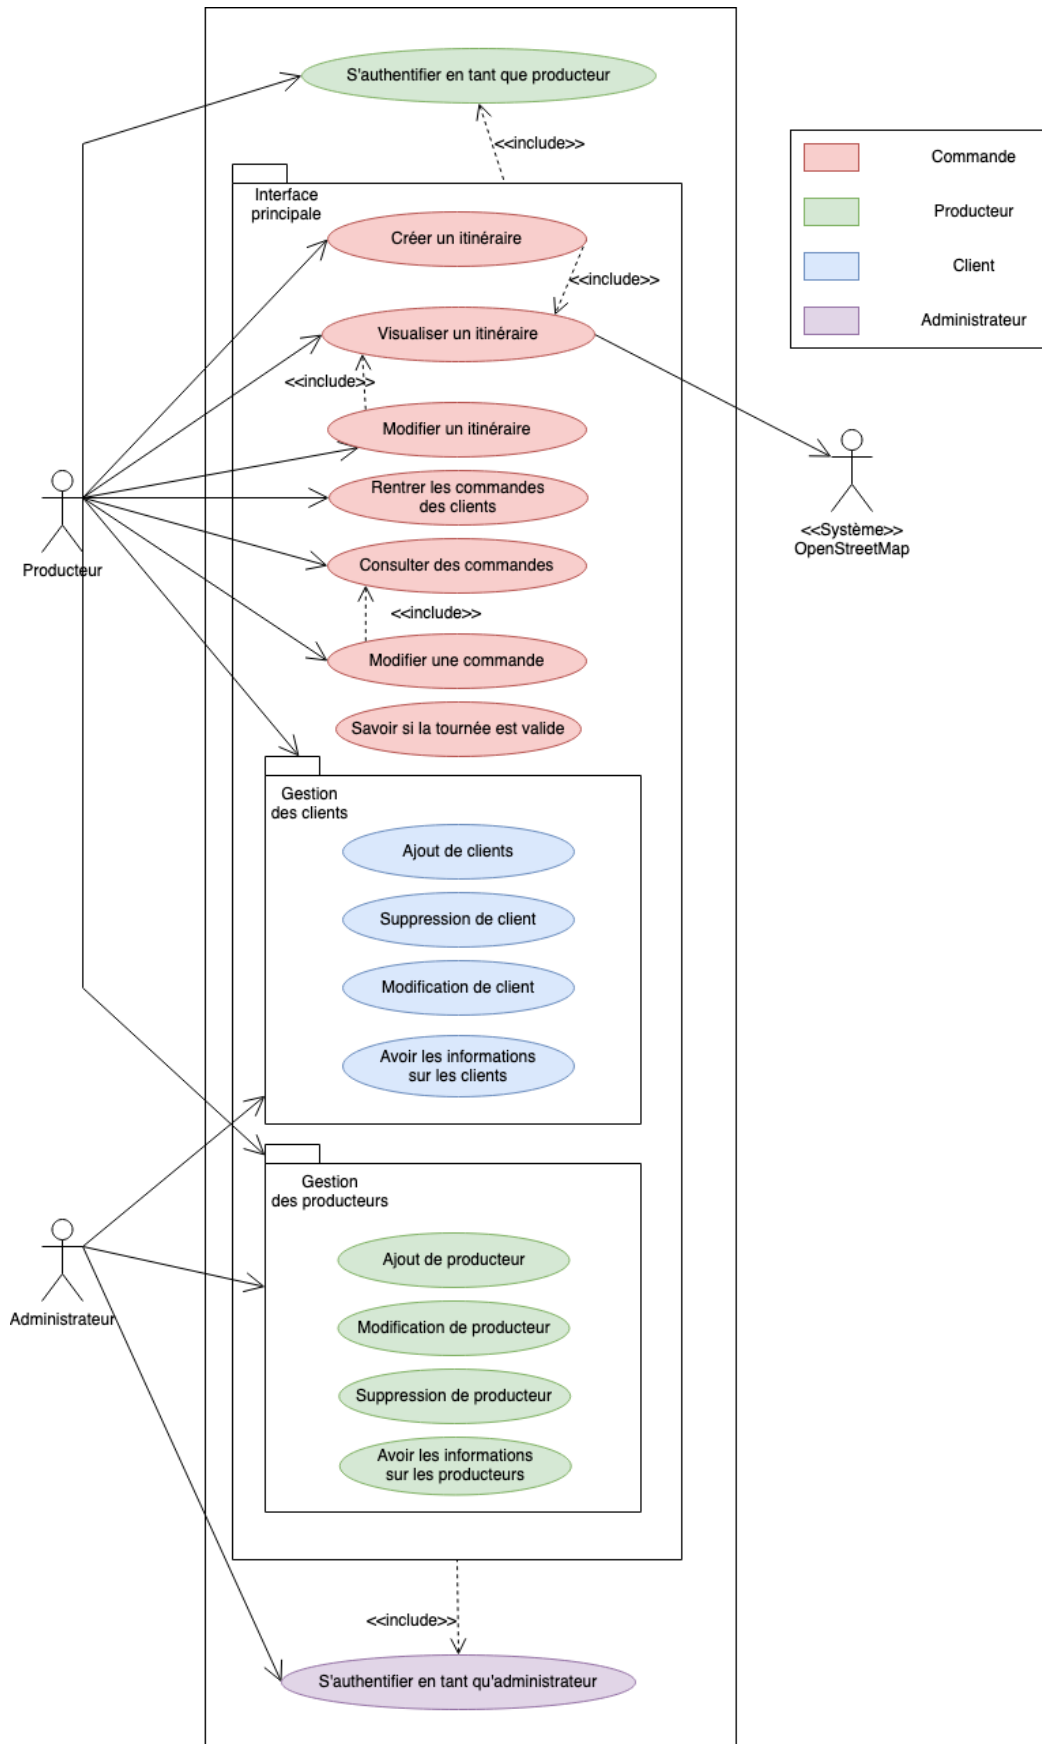 S'authentifier en tant que producteur
<<include>>
Commande
Producteur
Client
Administrateur
Interface
principale
Créer un itinéraire
<<include>>
Visualiser un itinéraire
<<include>>
Modifier un itinéraire
Rentrer les commandes
des clients
Producteur
<<Système>>
OpenStreetMap
Consulter des commandes
<<include>>
Modifier une commande
Savoir si la tournée est valide
Gestion
des clients
Ajout de clients
Suppression de client
Modification de client
Avoir les informations
sur les clients
Gestion
des producteurs
Ajout de producteur
Administrateur
Modification de producteur
Suppression de producteur
Avoir les informations
sur les producteurs
<<include>>
S'authentifier en tant qu'administrateur